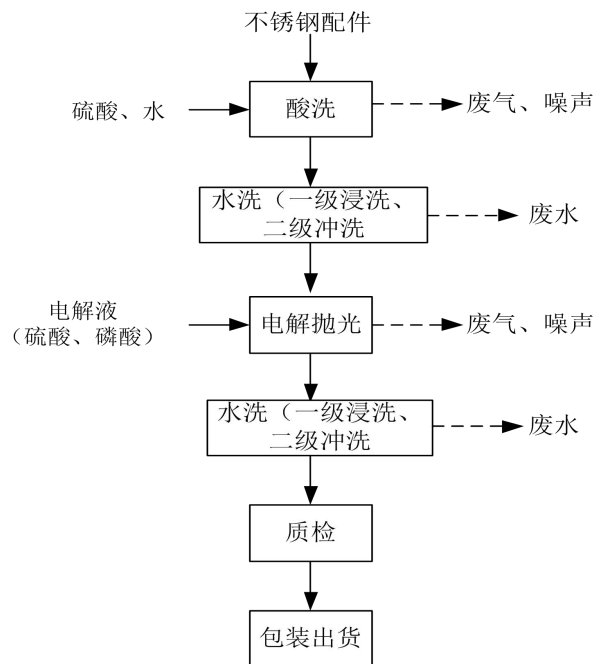 不锈钢配件
硫酸、水
酸洗
废气、噪声
水洗（一级浸洗、
二级冲洗
废水
电解液
（硫酸、磷酸）
电解抛光
废气、噪声
水洗（一级浸洗、
二级冲洗
废水
质检
包装出货